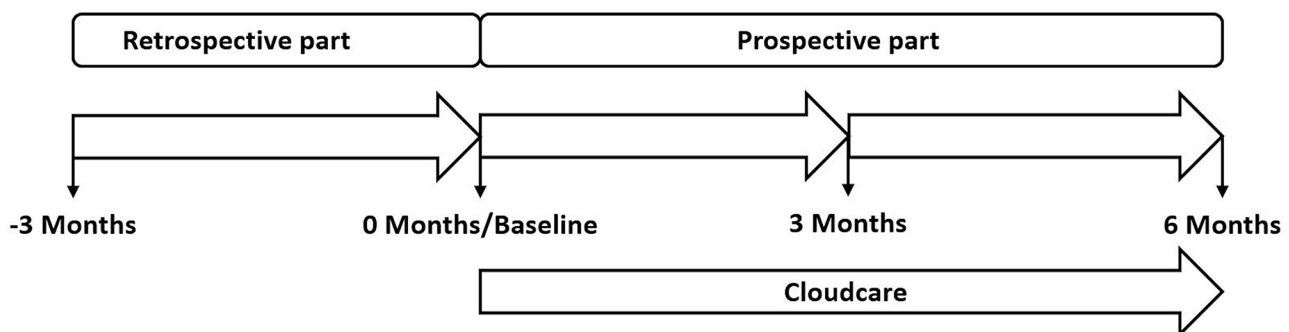 Retrospective part
Prospective part
-3 Months
0 Months/Baseline
3 Months
6 Months
Cloudcare